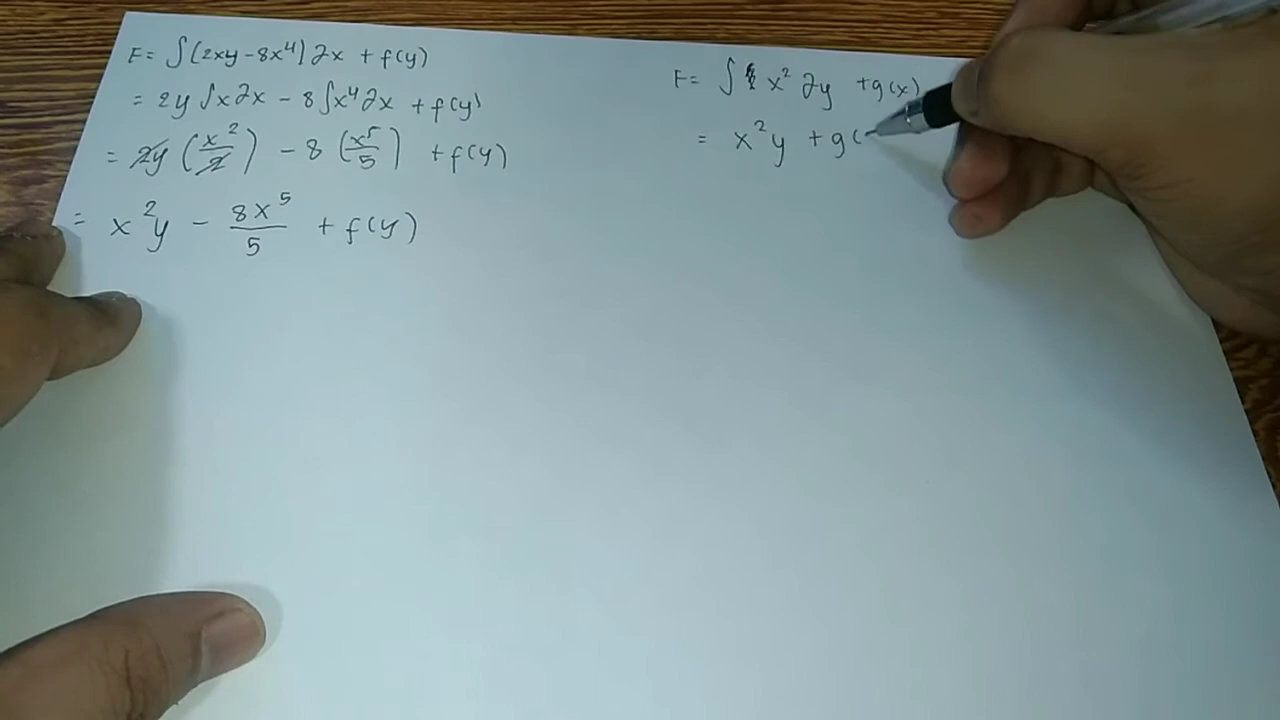 F = ∫(2xy - 8x⁴) ∂x + f(y)
= 2y ∫x∂x - 8 ∫x⁴ ∂x + f(y)
= 2y (x²/2) - 8 (x⁵/5) + f(y)
= x²y - 8x⁵/5 + f(y)
F = ∫ x² ∂y + g(x)
= x²y + g(